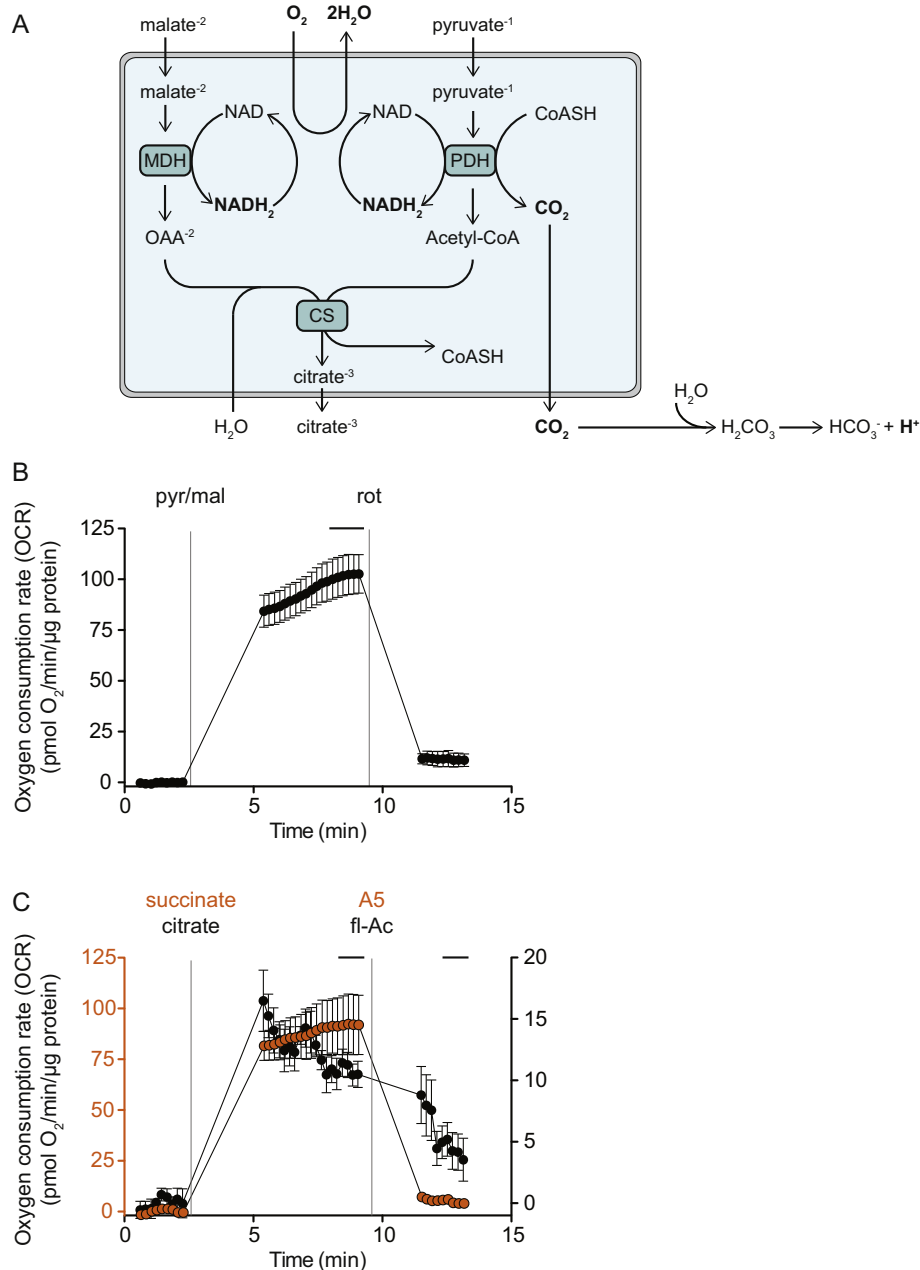 A
malate⁻² O₂ 2H₂O pyruvate⁻¹
malate⁻² NAD NAD pyruvate⁻¹ CoASH
MDH PDH
NADH₂ NADH₂ CO₂
OAA⁻² Acetyl-CoA
CS
CoASH
citrate⁻³
H₂O citrate⁻³ CO₂ H₂O H₂CO₃ HCO₃⁻ + H⁺
B
pyr/mal rot
Oxygen consumption rate (OCR)
(pmol O₂/min/µg protein)
125
100
75
50
25
0
0 5 10 15
Time (min)
C
succinate A5
citrate fl-Ac
Oxygen consumption rate (OCR)
(pmol O₂/min/µg protein)
125
100
75
50
25
0
20
15
10
5
0
0 5 10 15
Time (min)